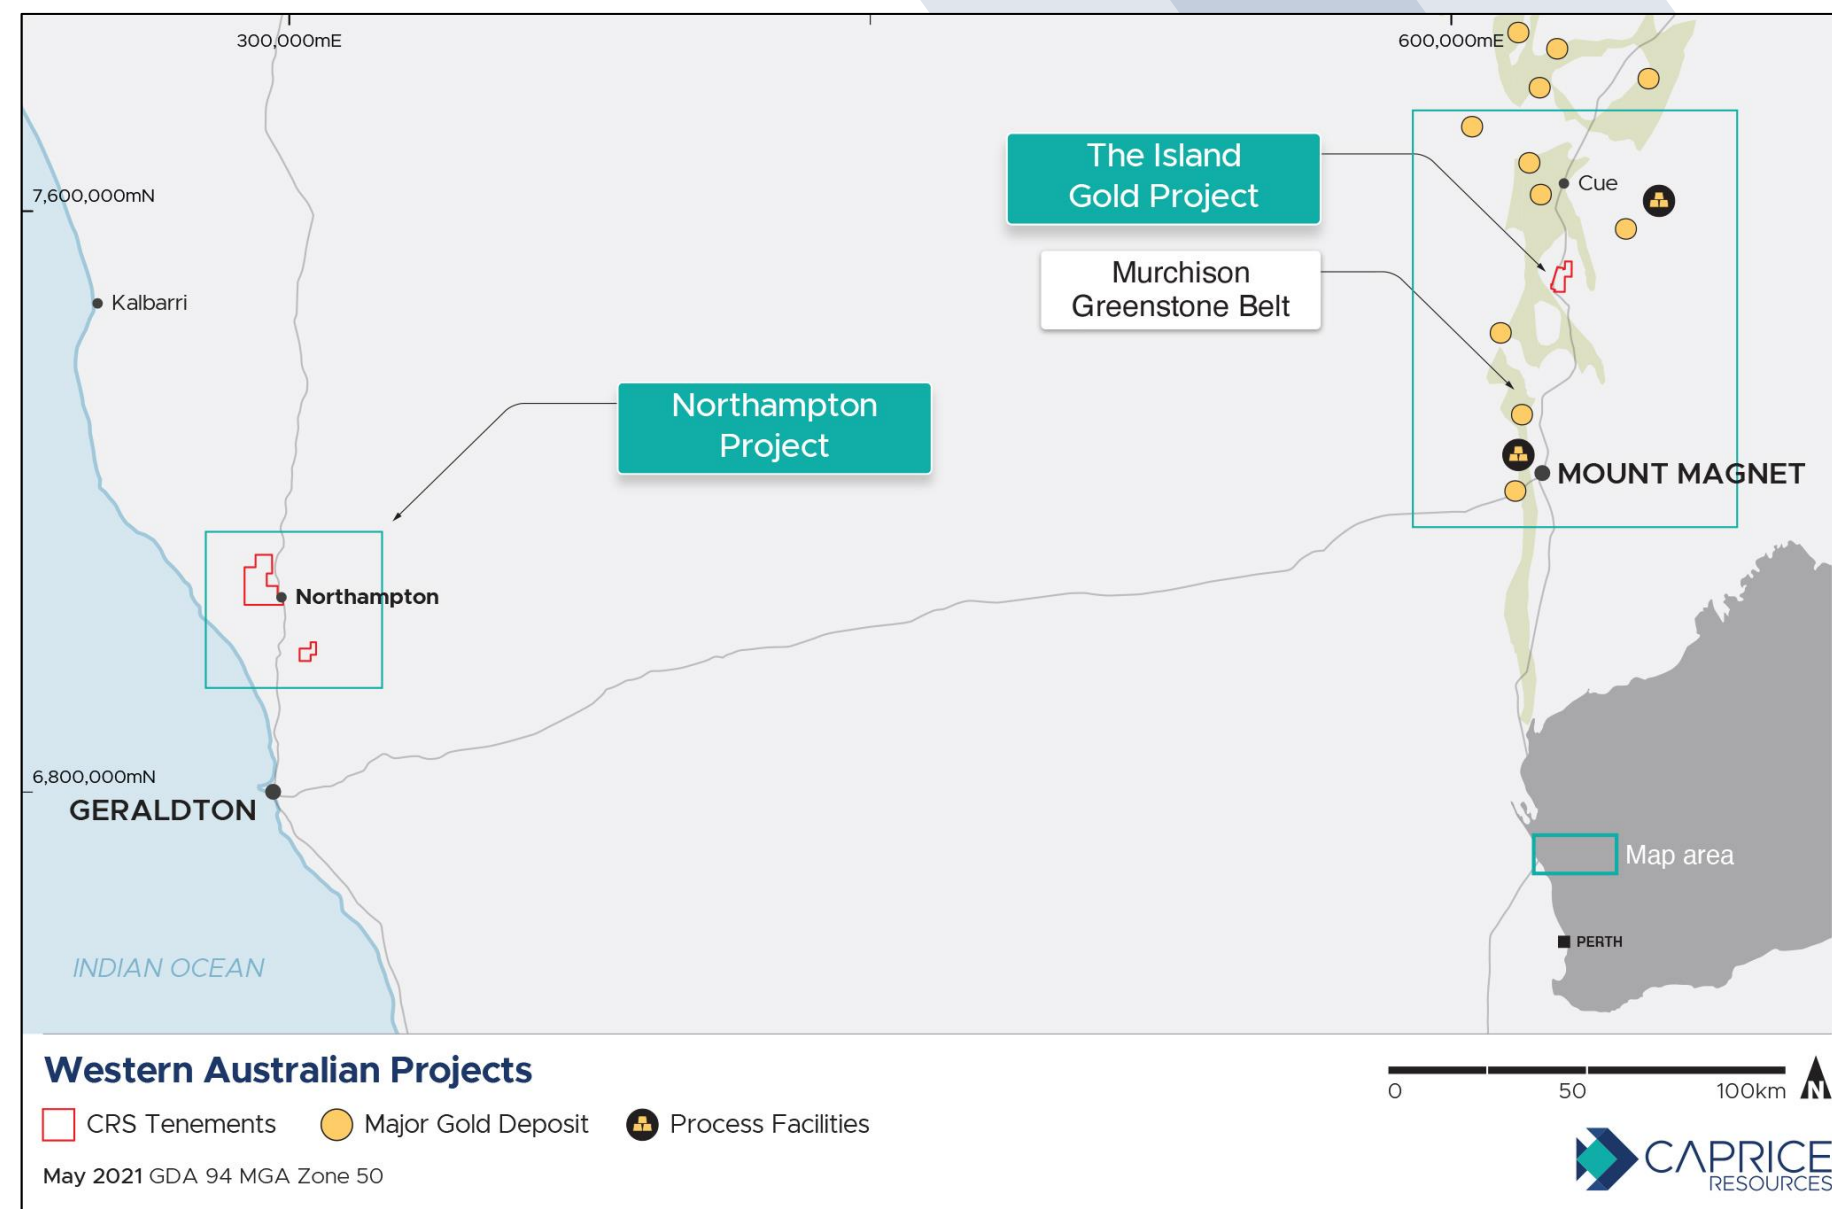 300,000mE
600,000mE
The Island
Gold Project
Cue
7,600,000mN
Murchison
Greenstone Belt
Kalbarri
Northampton
Project
MOUNT MAGNET
Northampton
6,800,000mN
GERALDTON
Map area
PERTH
INDIAN OCEAN
Western Australian Projects
0 50 100km
N
CRS Tenements
Major Gold Deposit
Process Facilities
May 2021 GDA 94 MGA Zone 50
CAPRICE
RESOURCES